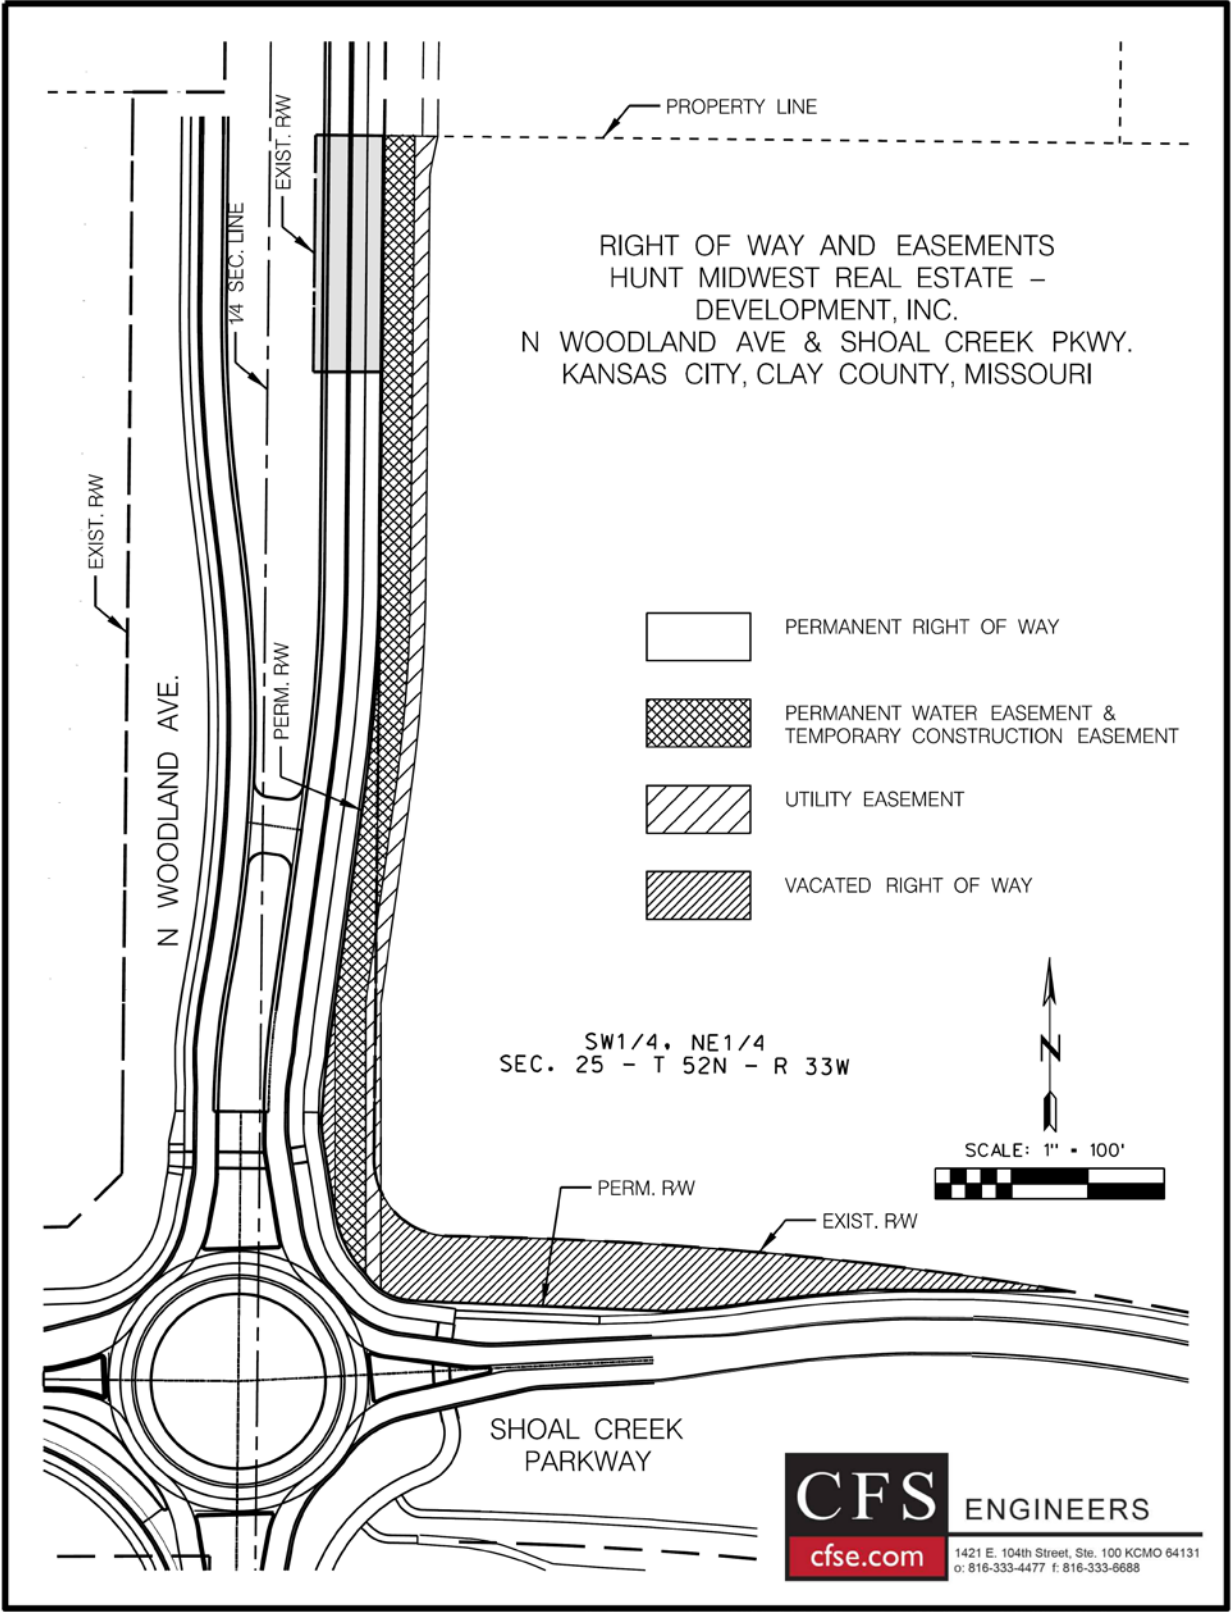 PROPERTY LINE
EXIST. R/W
1/4 SEC. LINE
RIGHT OF WAY AND EASEMENTS
HUNT MIDWEST REAL ESTATE -
DEVELOPMENT, INC.
N WOODLAND AVE & SHOAL CREEK PKWY.
KANSAS CITY, CLAY COUNTY, MISSOURI
EXIST. R/W
N WOODLAND AVE.
PERM. R/W
PERMANENT RIGHT OF WAY
PERMANENT WATER EASEMENT &
TEMPORARY CONSTRUCTION EASEMENT
UTILITY EASEMENT
VACATED RIGHT OF WAY
SW1/4, NE1/4
SEC. 25 - T 52N - R 33W
N
SCALE: 1" = 100'
PERM. R/W
EXIST. R/W
SHOAL CREEK
PARKWAY
CFS
cfse.com
ENGINEERS
1421 E. 104th Street, Ste. 100 KCMO 64131
o: 816-333-4477 f: 816-333-6688